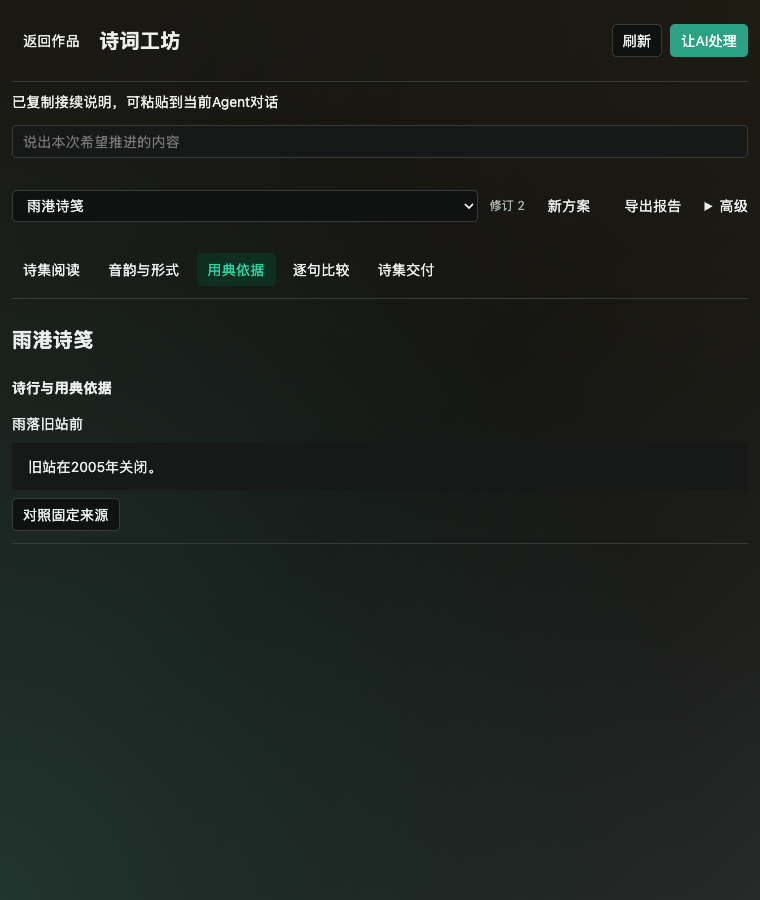 返回作品 诗词工坊 刷新 让AI处理
已复制接续说明，可粘贴到当前Agent对话
说出本次希望推进的内容
雨港诗笺 修订 2 新方案 导出报告 ▶ 高级
诗集阅读 音韵与形式 用典依据 逐句比较 诗集交付
雨港诗笺
诗行与用典依据
雨落旧站前
旧站在2005年关闭。
对照固定来源